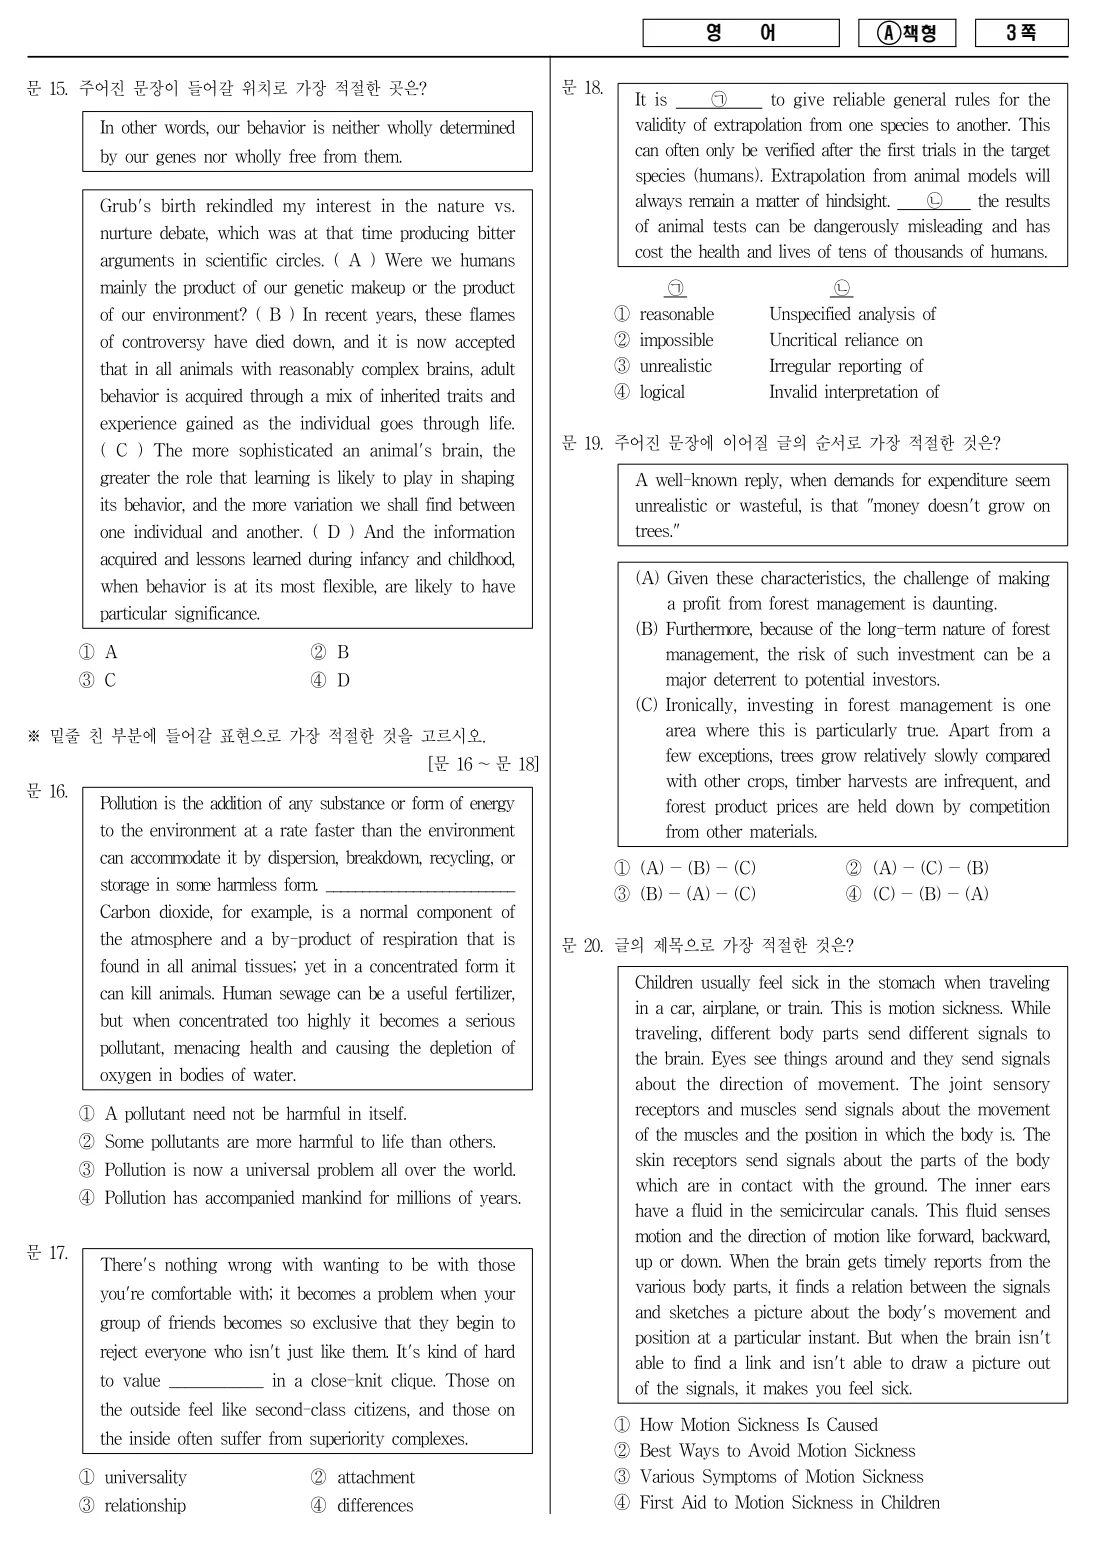 영 어
Ⓐ책형
3쪽
문 15. 주어진 문장이 들어갈 위치로 가장 적절한 곳은?
In other words, our behavior is neither wholly determined
by our genes nor wholly free from them.
Grub's birth rekindled my interest in the nature vs.
nurture debate, which was at that time producing bitter
arguments in scientific circles. ( A ) Were we humans
mainly the product of our genetic makeup or the product
of our environment? ( B ) In recent years, these flames
of controversy have died down, and it is now accepted
that in all animals with reasonably complex brains, adult
behavior is acquired through a mix of inherited traits and
experience gained as the individual goes through life.
( C ) The more sophisticated an animal's brain, the
greater the role that learning is likely to play in shaping
its behavior, and the more variation we shall find between
one individual and another. ( D ) And the information
acquired and lessons learned during infancy and childhood,
when behavior is at its most flexible, are likely to have
particular significance.
① A ② B
③ C ④ D
※ 밑줄 친 부분에 들어갈 표현으로 가장 적절한 것을 고르시오.
[문 16 ~ 문 18]
문 16.
Pollution is the addition of any substance or form of energy
to the environment at a rate faster than the environment
can accommodate it by dispersion, breakdown, recycling, or
storage in some harmless form. ________________________
Carbon dioxide, for example, is a normal component of
the atmosphere and a by-product of respiration that is
found in all animal tissues; yet in a concentrated form it
can kill animals. Human sewage can be a useful fertilizer,
but when concentrated too highly it becomes a serious
pollutant, menacing health and causing the depletion of
oxygen in bodies of water.
① A pollutant need not be harmful in itself.
② Some pollutants are more harmful to life than others.
③ Pollution is now a universal problem all over the world.
④ Pollution has accompanied mankind for millions of years.
문 17.
There's nothing wrong with wanting to be with those
you're comfortable with; it becomes a problem when your
group of friends becomes so exclusive that they begin to
reject everyone who isn't just like them. It's kind of hard
to value ____________ in a close-knit clique. Those on
the outside feel like second-class citizens, and those on
the inside often suffer from superiority complexes.
① universality ② attachment
③ relationship ④ differences
문 18.
It is ____㉠____ to give reliable general rules for the
validity of extrapolation from one species to another. This
can often only be verified after the first trials in the target
species (humans). Extrapolation from animal models will
always remain a matter of hindsight. ____㉡____ the results
of animal tests can be dangerously misleading and has
cost the health and lives of tens of thousands of humans.
㉠ ㉡
① reasonable Unspecified analysis of
② impossible Uncritical reliance on
③ unrealistic Irregular reporting of
④ logical Invalid interpretation of
문 19. 주어진 문장에 이어질 글의 순서로 가장 적절한 것은?
A well-known reply, when demands for expenditure seem
unrealistic or wasteful, is that "money doesn't grow on
trees."
(A) Given these characteristics, the challenge of making
a profit from forest management is daunting.
(B) Furthermore, because of the long-term nature of forest
management, the risk of such investment can be a
major deterrent to potential investors.
(C) Ironically, investing in forest management is one
area where this is particularly true. Apart from a
few exceptions, trees grow relatively slowly compared
with other crops, timber harvests are infrequent, and
forest product prices are held down by competition
from other materials.
① (A) - (B) - (C) ② (A) - (C) - (B)
③ (B) - (A) - (C) ④ (C) - (B) - (A)
문 20. 글의 제목으로 가장 적절한 것은?
Children usually feel sick in the stomach when traveling
in a car, airplane, or train. This is motion sickness. While
traveling, different body parts send different signals to
the brain. Eyes see things around and they send signals
about the direction of movement. The joint sensory
receptors and muscles send signals about the movement
of the muscles and the position in which the body is. The
skin receptors send signals about the parts of the body
which are in contact with the ground. The inner ears
have a fluid in the semicircular canals. This fluid senses
motion and the direction of motion like forward, backward,
up or down. When the brain gets timely reports from the
various body parts, it finds a relation between the signals
and sketches a picture about the body's movement and
position at a particular instant. But when the brain isn't
able to find a link and isn't able to draw a picture out
of the signals, it makes you feel sick.
① How Motion Sickness Is Caused
② Best Ways to Avoid Motion Sickness
③ Various Symptoms of Motion Sickness
④ First Aid to Motion Sickness in Children